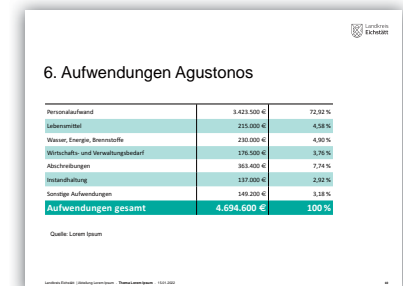 Landkreis
Eichstätt
6. Aufwendungen Agustonos
Personalaufwand 3.423.500 € 72,92 %
Lebensmittel 215.000 € 4,58 %
Wasser, Energie, Brennstoffe 230.000 € 4,90 %
Wirtschafts- und Verwaltungsbedarf 176.500 € 3,76 %
Abschreibungen 363.400 € 7,74 %
Instandhaltung 137.000 € 2,92 %
Sonstige Aufwendungen 149.200 € 3,18 %
Aufwendungen gesamt 4.694.600 € 100 %
Quelle: Lorem Ipsum
Landkreis Eichstätt | Abteilung Lorem Ipsum - Thema Lorem Ipsum -